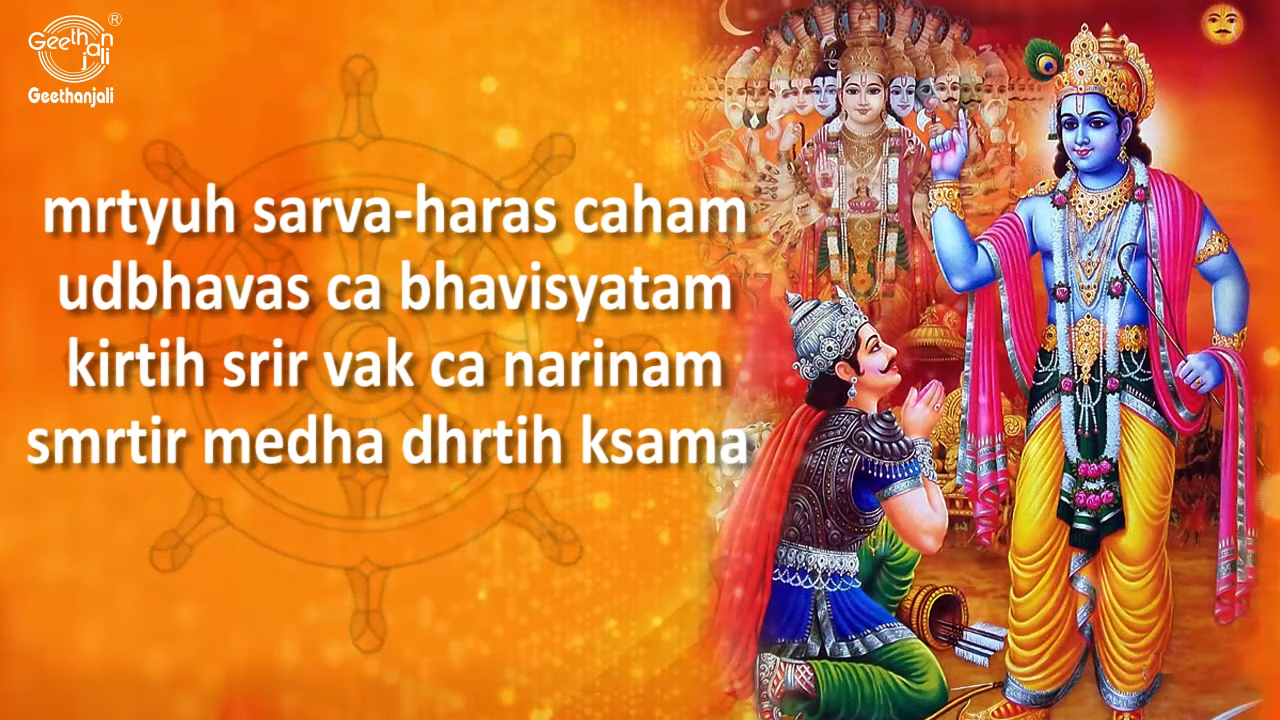 Geethanjali
®
Geethanjali
mrtyuh sarva-haras caham
udbhavas ca bhavisyatam
kirtih srir vak ca narinam
smrtir medha dhrtih ksama